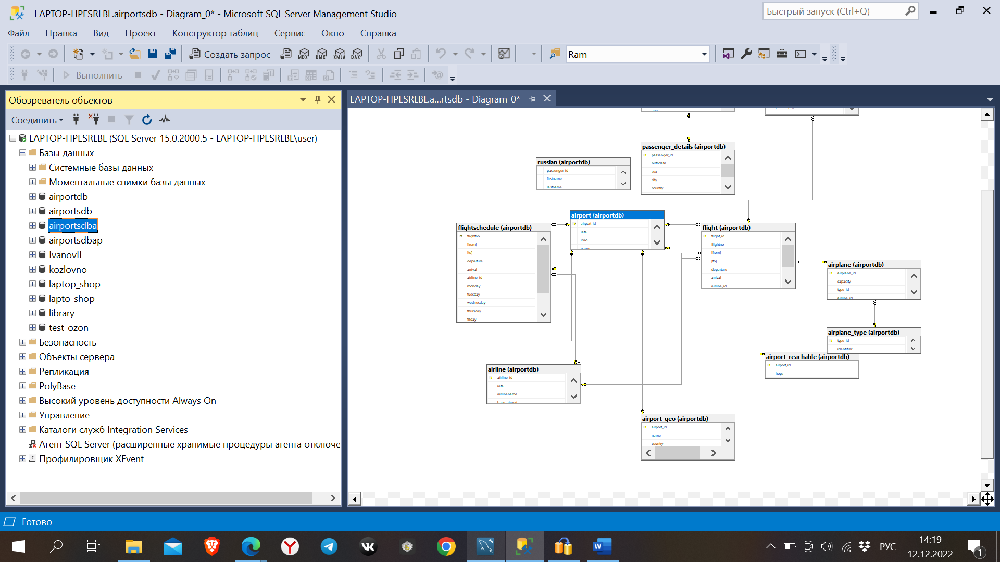 LAPTOP-HPESRLBL.airportsdb - Diagram_0* - Microsoft SQL Server Management Studio
Быстрый запуск (Ctrl+Q)
Файл Правка Вид Проект Конструктор таблиц Сервис Окно Справка
Создать запрос MDX DMX XMLA DAX Ram
Выполнить
Обозреватель объектов
Соединить
LAPTOP-HPESRLBL (SQL Server 15.0.2000.5 - LAPTOP-HPESRLBL\user)
Базы данных
Системные базы данных
Моментальные снимки базы данных
airportdb
airportsdb
airportsdba
airportsdbap
IvanovII
kozlovno
laptop_shop
lapto-shop
library
test-ozon
Безопасность
Объекты сервера
Репликация
PolyBase
Высокий уровень доступности Always On
Управление
Каталоги служб Integration Services
Агент SQL Server (расширенные хранимые процедуры агента отключе
Профилировщик XEvent
LAPTOP-HPESRLBL.a...rtsdb - Diagram_0*
age
passenger_id
passenger_details (airportdb)
passenger_id
birthdate
sex
city
country
russian (airportdb)
passenger_id
firstname
lastname
airport (airportdb)
airport_id
iata
icao
name
flightschedule (airportdb)
flightno
[from]
[to]
departure
arrival
airline_id
monday
tuesday
wednesday
thursday
friday
flight (airportdb)
flight_id
flightno
[from]
[to]
departure
arrival
airline_id
airplane (airportdb)
airplane_id
capacity
type_id
airline_id
airplane_type (airportdb)
type_id
identifier
airport_reachable (airportdb)
airport_id
hops
airline (airportdb)
airline_id
iata
airlinename
base_airport
airport_geo (airportdb)
airport_id
name
country
Готово
W
РУС
14:19
12.12.2022
1